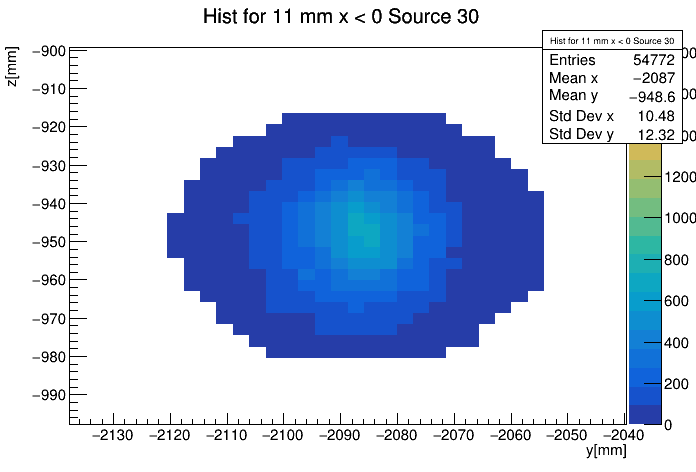 Hist for 11 mm x < 0 Source 30
Hist for 11 mm x < 0 Source 30
Entries 54772
Mean x −2087
Mean y −948.6
Std Dev x 10.48
Std Dev y 12.32
z[mm]
−900
−910
−920
−930
−940
−950
−960
−970
−980
−990
1200
1000
800
600
400
200
0
−2130 −2120 −2110 −2100 −2090 −2080 −2070 −2060 −2050 −2040
y[mm]